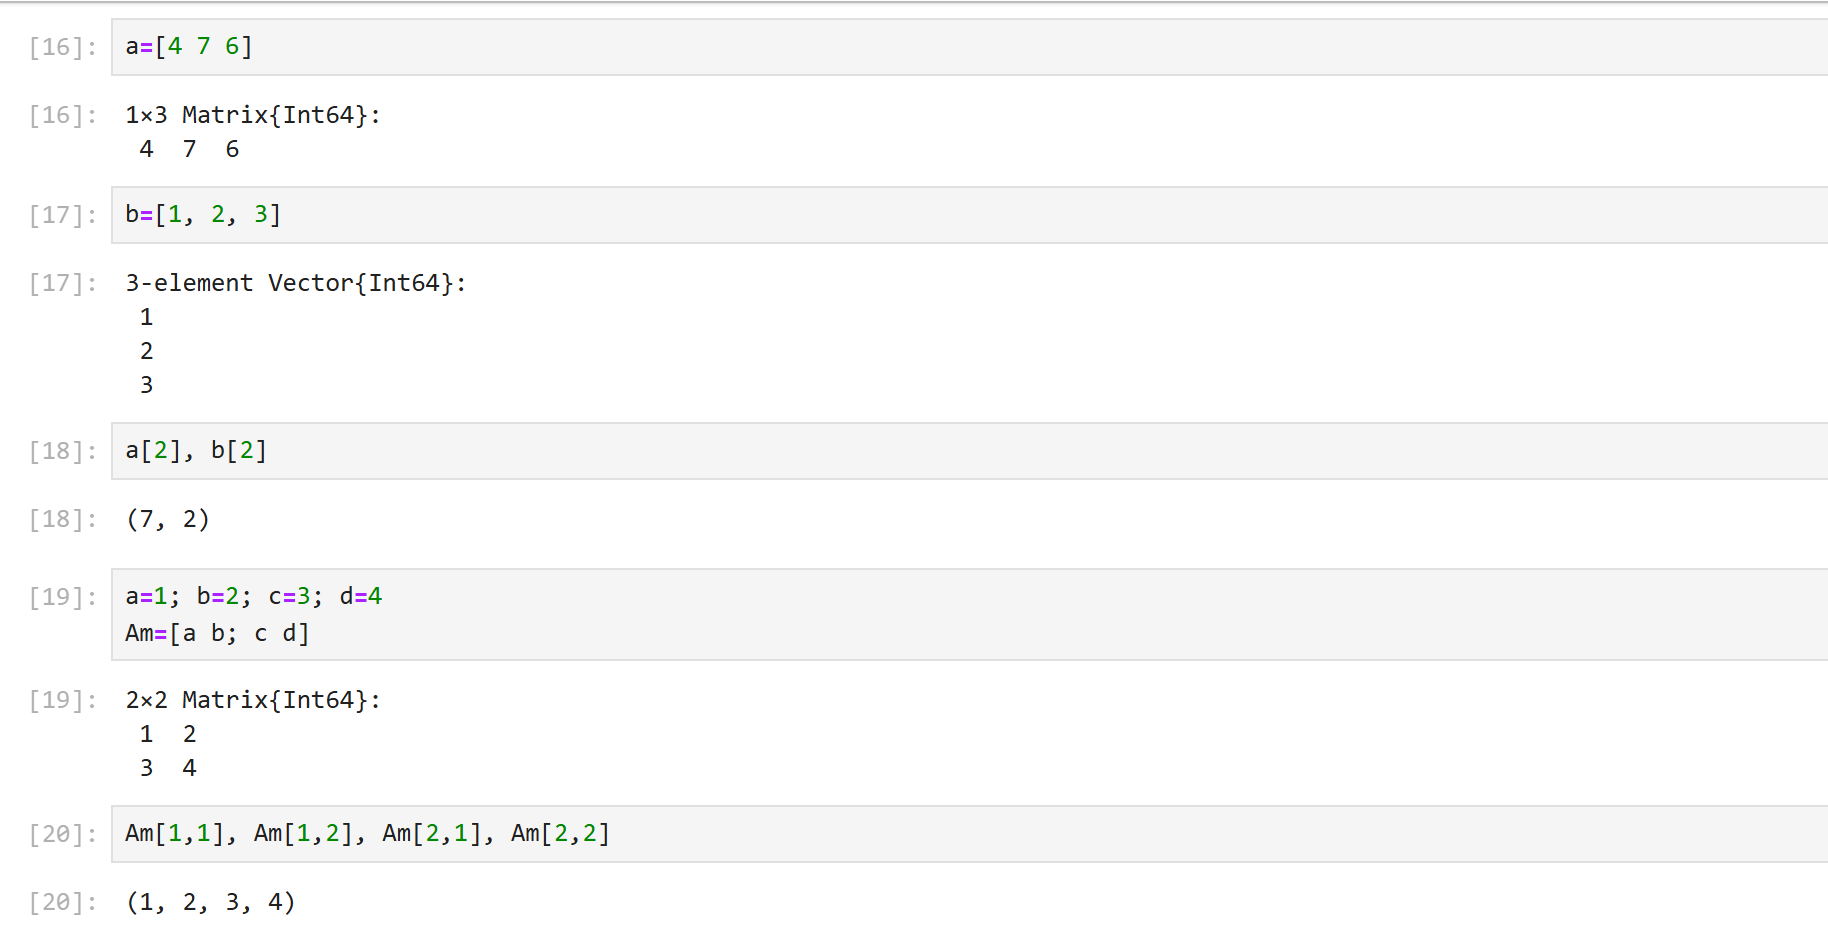 [16]: a=[4 7 6]
[16]: 1×3 Matrix{Int64}:
4 7 6
[17]: b=[1, 2, 3]
[17]: 3-element Vector{Int64}:
1
2
3
[18]: a[2], b[2]
[18]: (7, 2)
[19]: a=1; b=2; c=3; d=4
Am=[a b; c d]
[19]: 2×2 Matrix{Int64}:
1 2
3 4
[20]: Am[1,1], Am[1,2], Am[2,1], Am[2,2]
[20]: (1, 2, 3, 4)